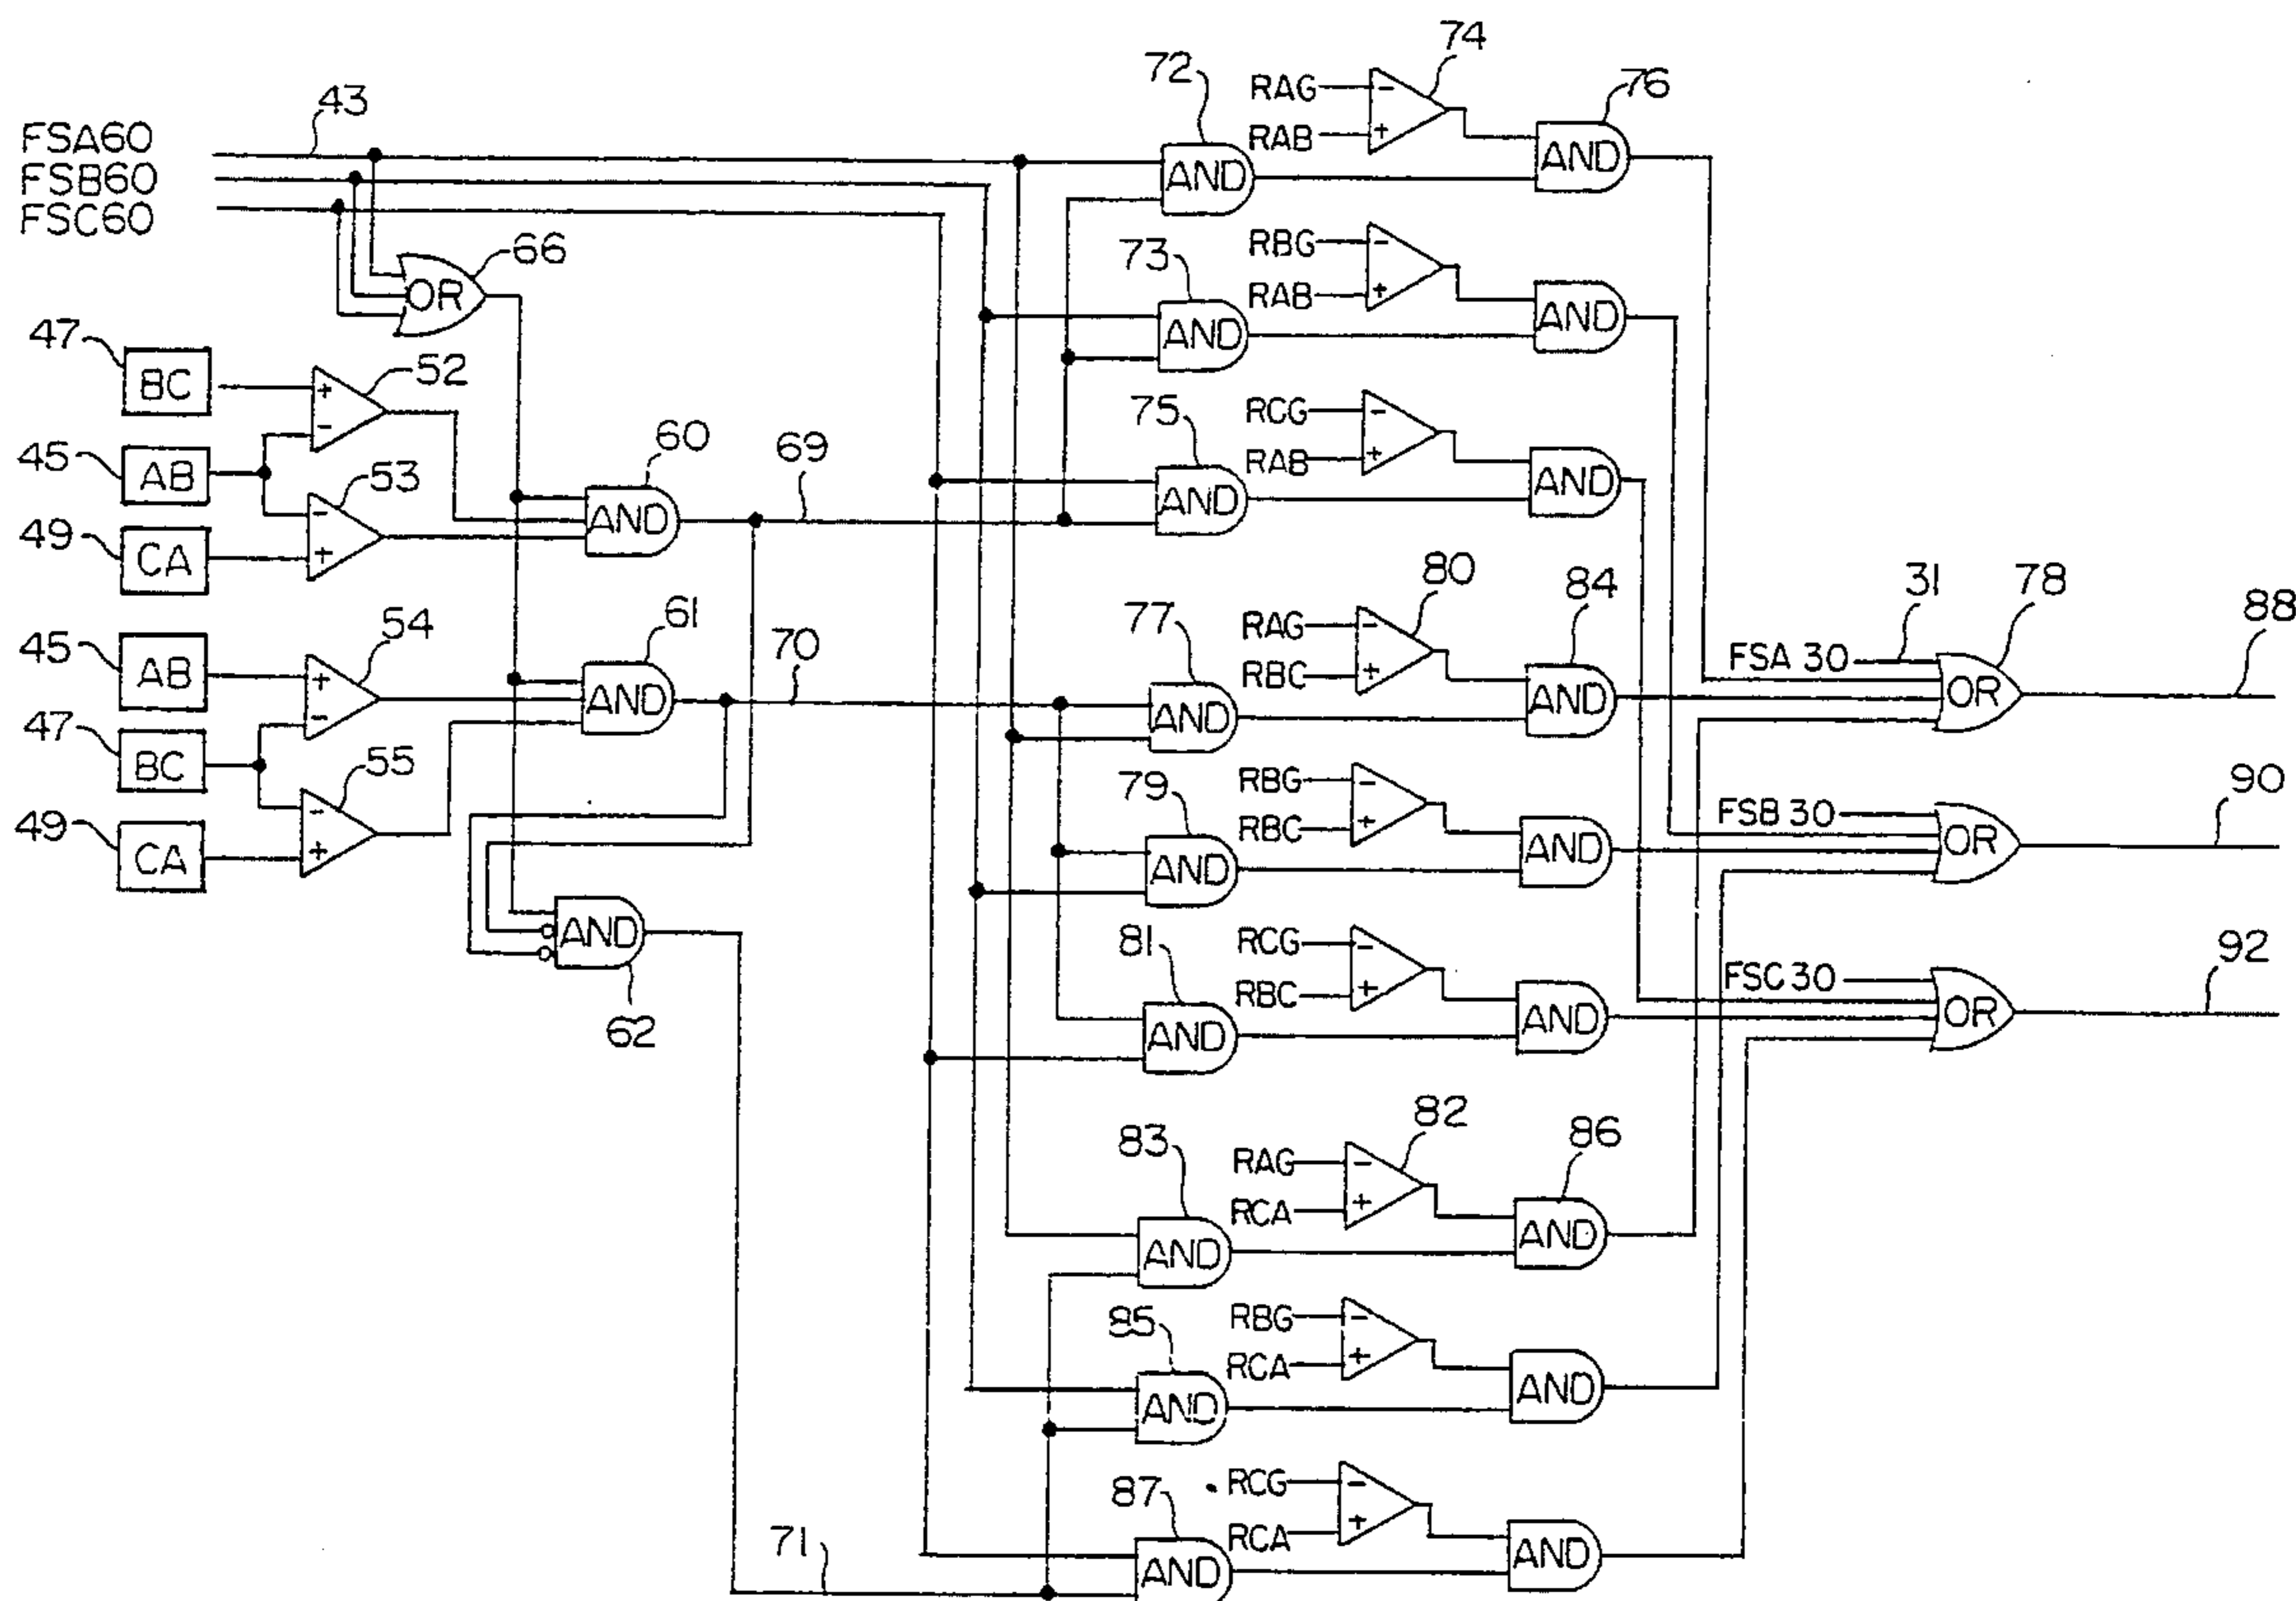 74
72
RAG
76
43
FSA60
RAB
AND
AND
FSB60
FSC60
66
RBG
73
OR
RAB
AND
AND
47
BC
52
RCG
75
60
45
AB
69
RAB
AND
53
AND
AND
49
CA
80
84
31
78
88
61
77
RAG
45
AB
54
70
FSA 30
RBC
AND
OR
AND
AND
47
BC
55
RBG
90
79
FSB 30
49
CA
RBC
AND
OR
AND
81
RCG
92
AND
FSC 30
RBC
AND
OR
62
AND
82
83
86
RAG
RCA
AND
AND
RBG
85
RCA
AND
AND
RCG
87
71
RCA
AND
AND
+
-
-
+
+
-
-
+
-
+
-
+
-
+
-
+
-
+
-
+
-
+
-
+
-
+